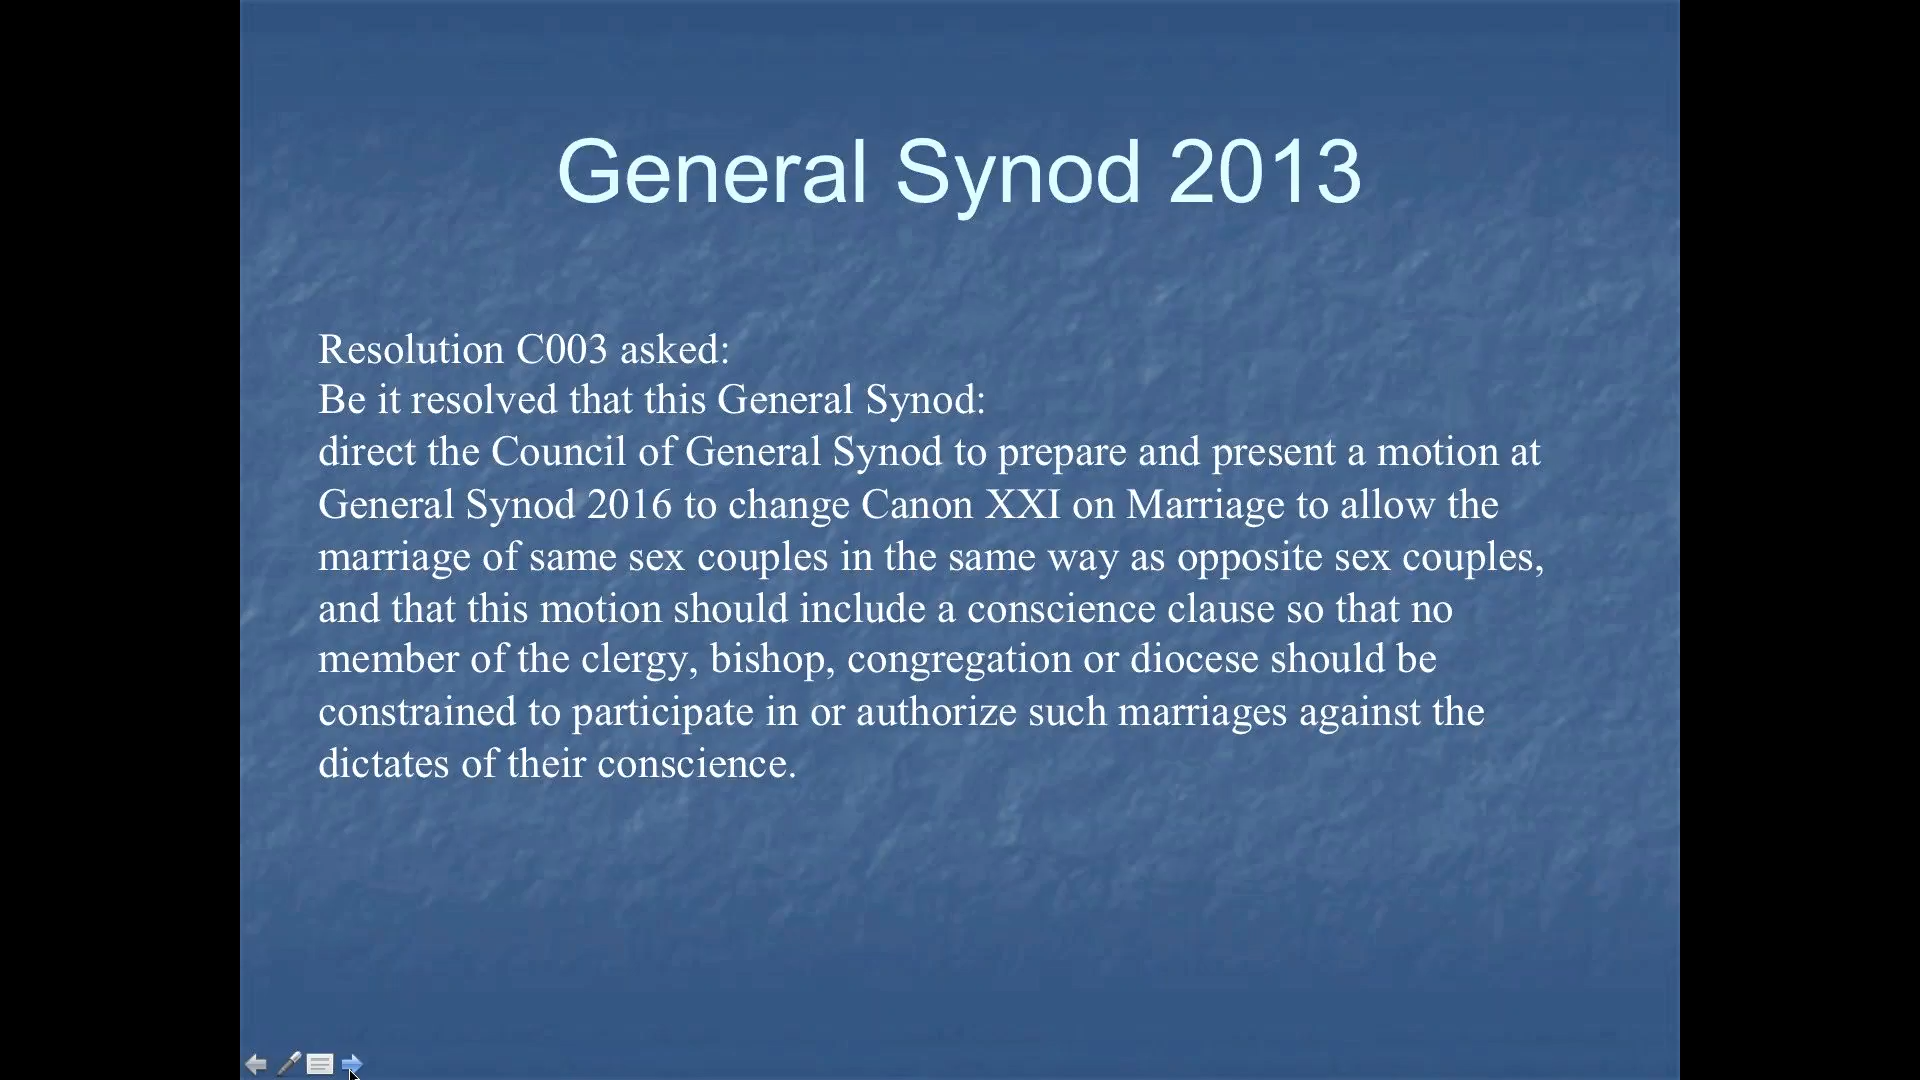 General Synod 2013
Resolution C003 asked:
Be it resolved that this General Synod:
direct the Council of General Synod to prepare and present a motion at
General Synod 2016 to change Canon XXI on Marriage to allow the
marriage of same sex couples in the same way as opposite sex couples,
and that this motion should include a conscience clause so that no
member of the clergy, bishop, congregation or diocese should be
constrained to participate in or authorize such marriages against the
dictates of their conscience.